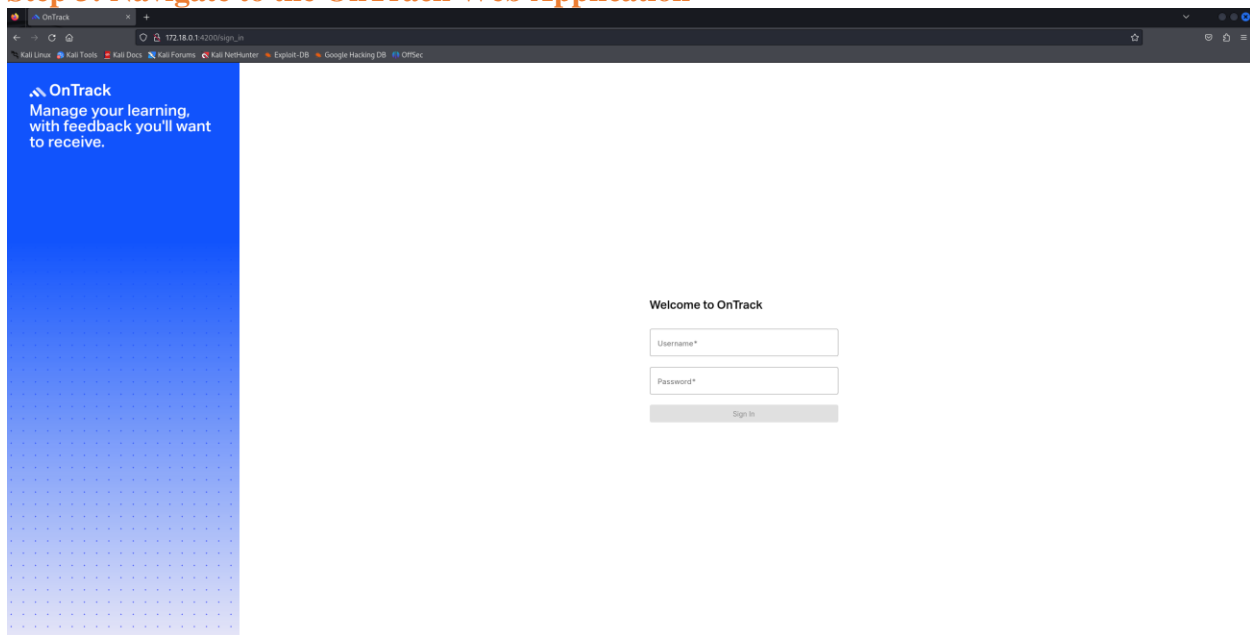 Step 3: Navigate to the OnTrack Web Application
OnTrack
172.18.0.1:4200/sign_in
Kali Linux Kali Tools Kali Docs Kali Forums Kali NetHunter Exploit-DB Google Hacking DB OffSec
OnTrack
Manage your learning,
with feedback you'll want
to receive.
Welcome to OnTrack
Username*
Password*
Sign In